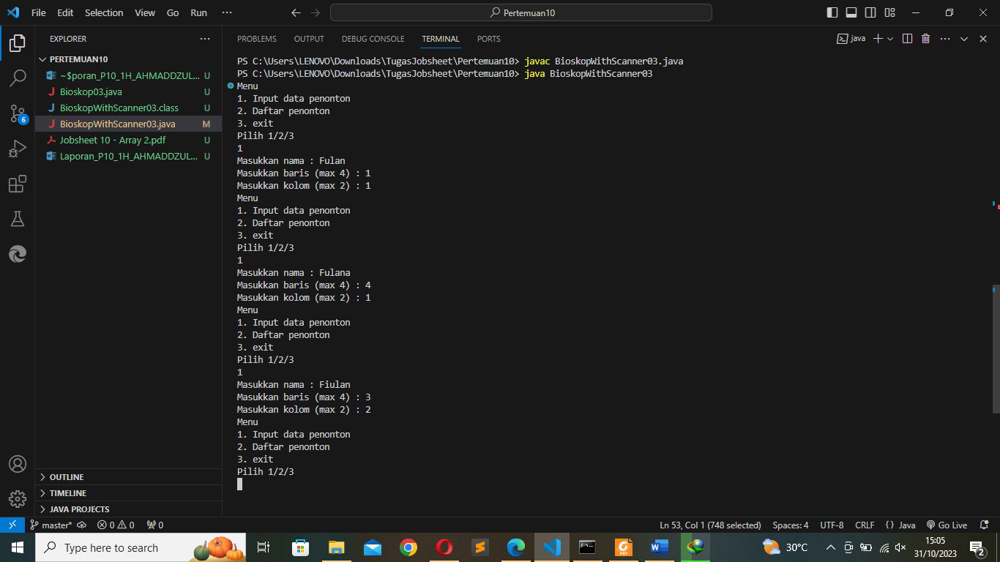 File Edit Selection View Go Run ···
Pertemuan10
EXPLORER ···
PERTEMUAN10
~$poran_P10_1H_AHMADDZUL... U
Bioskop03.java U
BioskopWithScanner03.class U
BioskopWithScanner03.java M
Jobsheet 10 - Array 2.pdf U
Laporan_P10_1H_AHMADDZUL... U
6
OUTLINE
TIMELINE
JAVA PROJECTS
PROBLEMS OUTPUT DEBUG CONSOLE TERMINAL PORTS
java
PS C:\Users\LENOVO\Downloads\TugasJobsheet\Pertemuan10> javac BioskopWithScanner03.java
PS C:\Users\LENOVO\Downloads\TugasJobsheet\Pertemuan10> java BioskopWithScanner03
Menu
1. Input data penonton
2. Daftar penonton
3. exit
Pilih 1/2/3
1
Masukkan nama : Fulan
Masukkan baris (max 4) : 1
Masukkan kolom (max 2) : 1
Menu
1. Input data penonton
2. Daftar penonton
3. exit
Pilih 1/2/3
1
Masukkan nama : Fulana
Masukkan baris (max 4) : 4
Masukkan kolom (max 2) : 1
Menu
1. Input data penonton
2. Daftar penonton
3. exit
Pilih 1/2/3
1
Masukkan nama : Fiulan
Masukkan baris (max 4) : 3
Masukkan kolom (max 2) : 2
Menu
1. Input data penonton
2. Daftar penonton
3. exit
Pilih 1/2/3
master* 0 0 0
Ln 53, Col 1 (748 selected) Spaces: 4 UTF-8 CRLF {} Java Go Live
Type here to search
30°C
15:05
31/10/2023
2